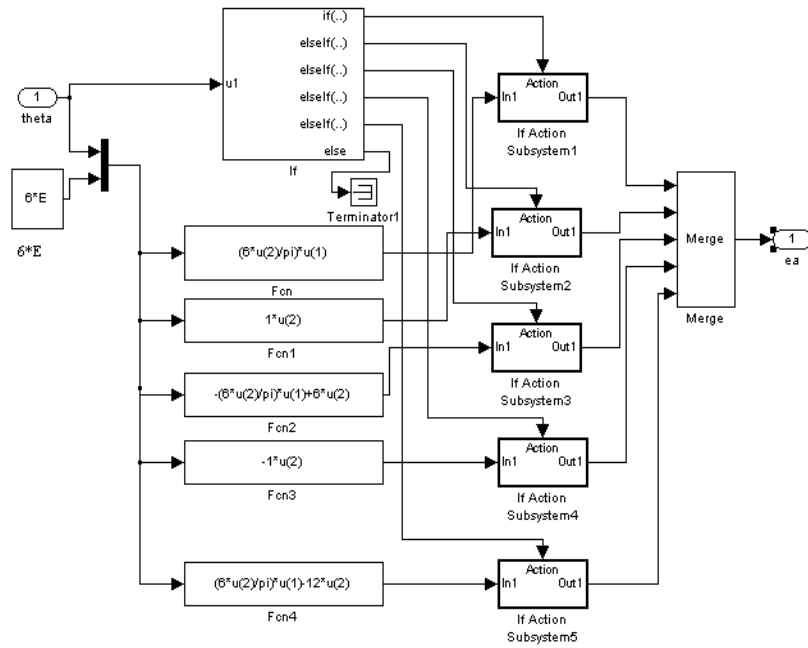 if(..)
elseIf(..)
elseIf(..)
elseIf(..)
elseIf(..)
else
u1
If
1
theta
6*E
6*E
Terminator1
(6*u(2)/pi)*u(1)
Fcn
1*u(2)
Fcn1
-(6*u(2)/pi)*u(1)+6*u(2)
Fcn2
-1*u(2)
Fcn3
(6*u(2)/pi)*u(1)-12*u(2)
Fcn4
Action
In1 Out1
If Action
Subsystem1
Action
In1 Out1
If Action
Subsystem2
Action
In1 Out1
If Action
Subsystem3
Action
In1 Out1
If Action
Subsystem4
Action
In1 Out1
If Action
Subsystem5
Merge
Merge
1
ea